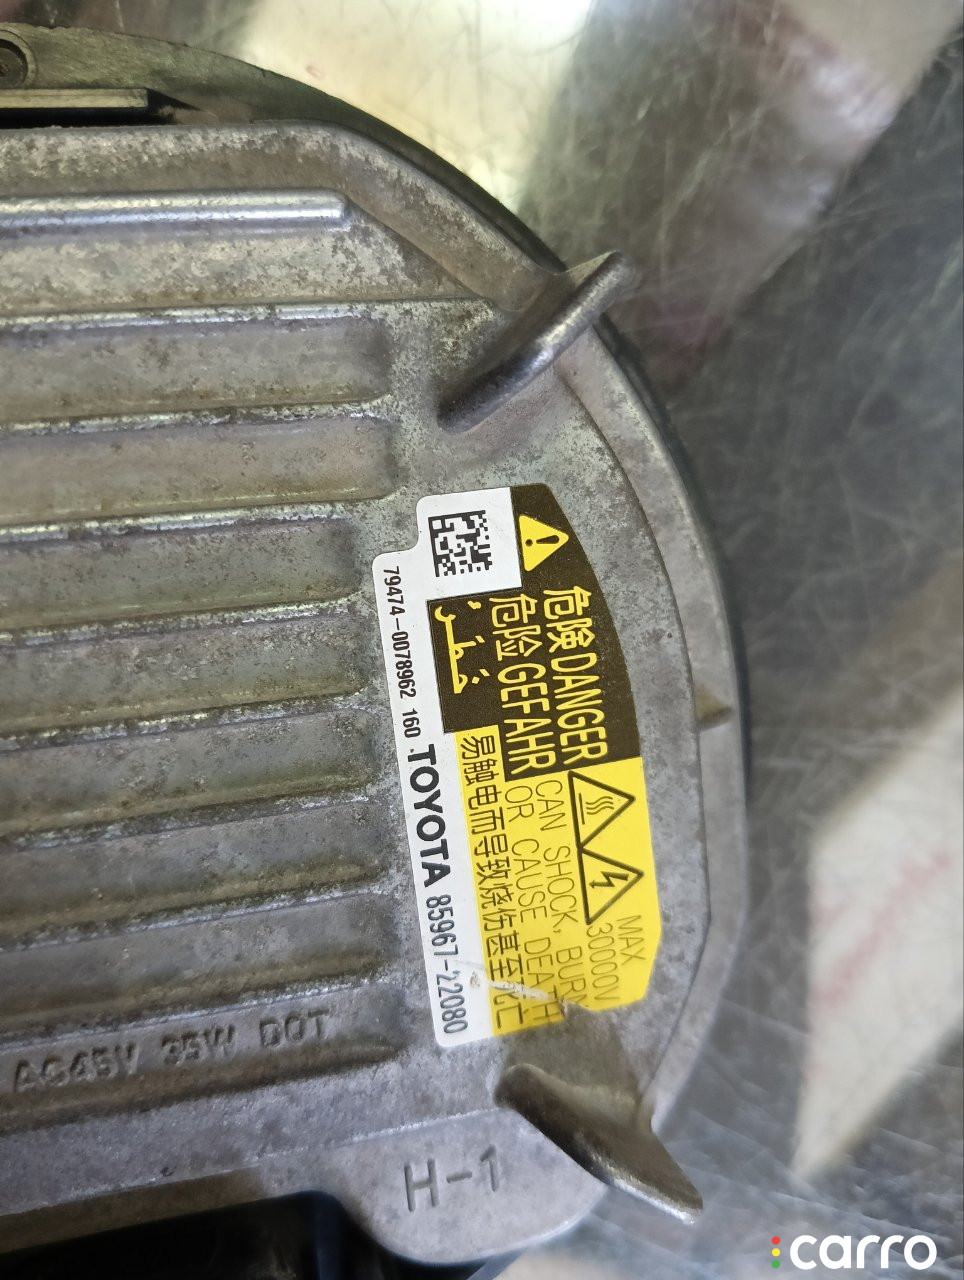 危険DANGER
危险GEFAHR
خطر
CAN SHOCK, BURN
OR CAUSE DEATH
易触电而导致烧伤甚至死亡
MAX
30000V
79474-0078962 160
TOYOTA 85967-22080
AC45V 35W DOT
H-1
carro